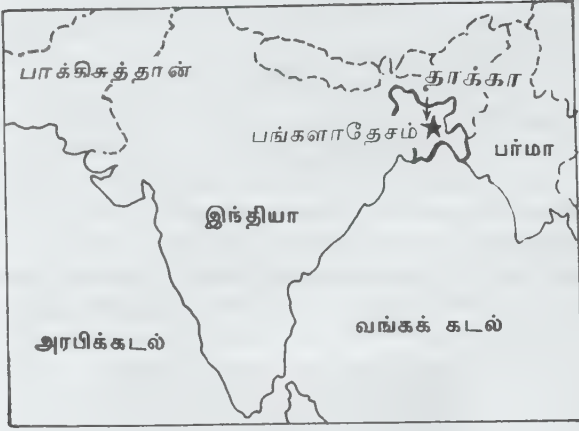 பாக்கிசுத்தான்
தாக்கா
பங்களாதேசம்
பர்மா
இந்தியா
அரபிக்கடல்
வங்கக் கடல்